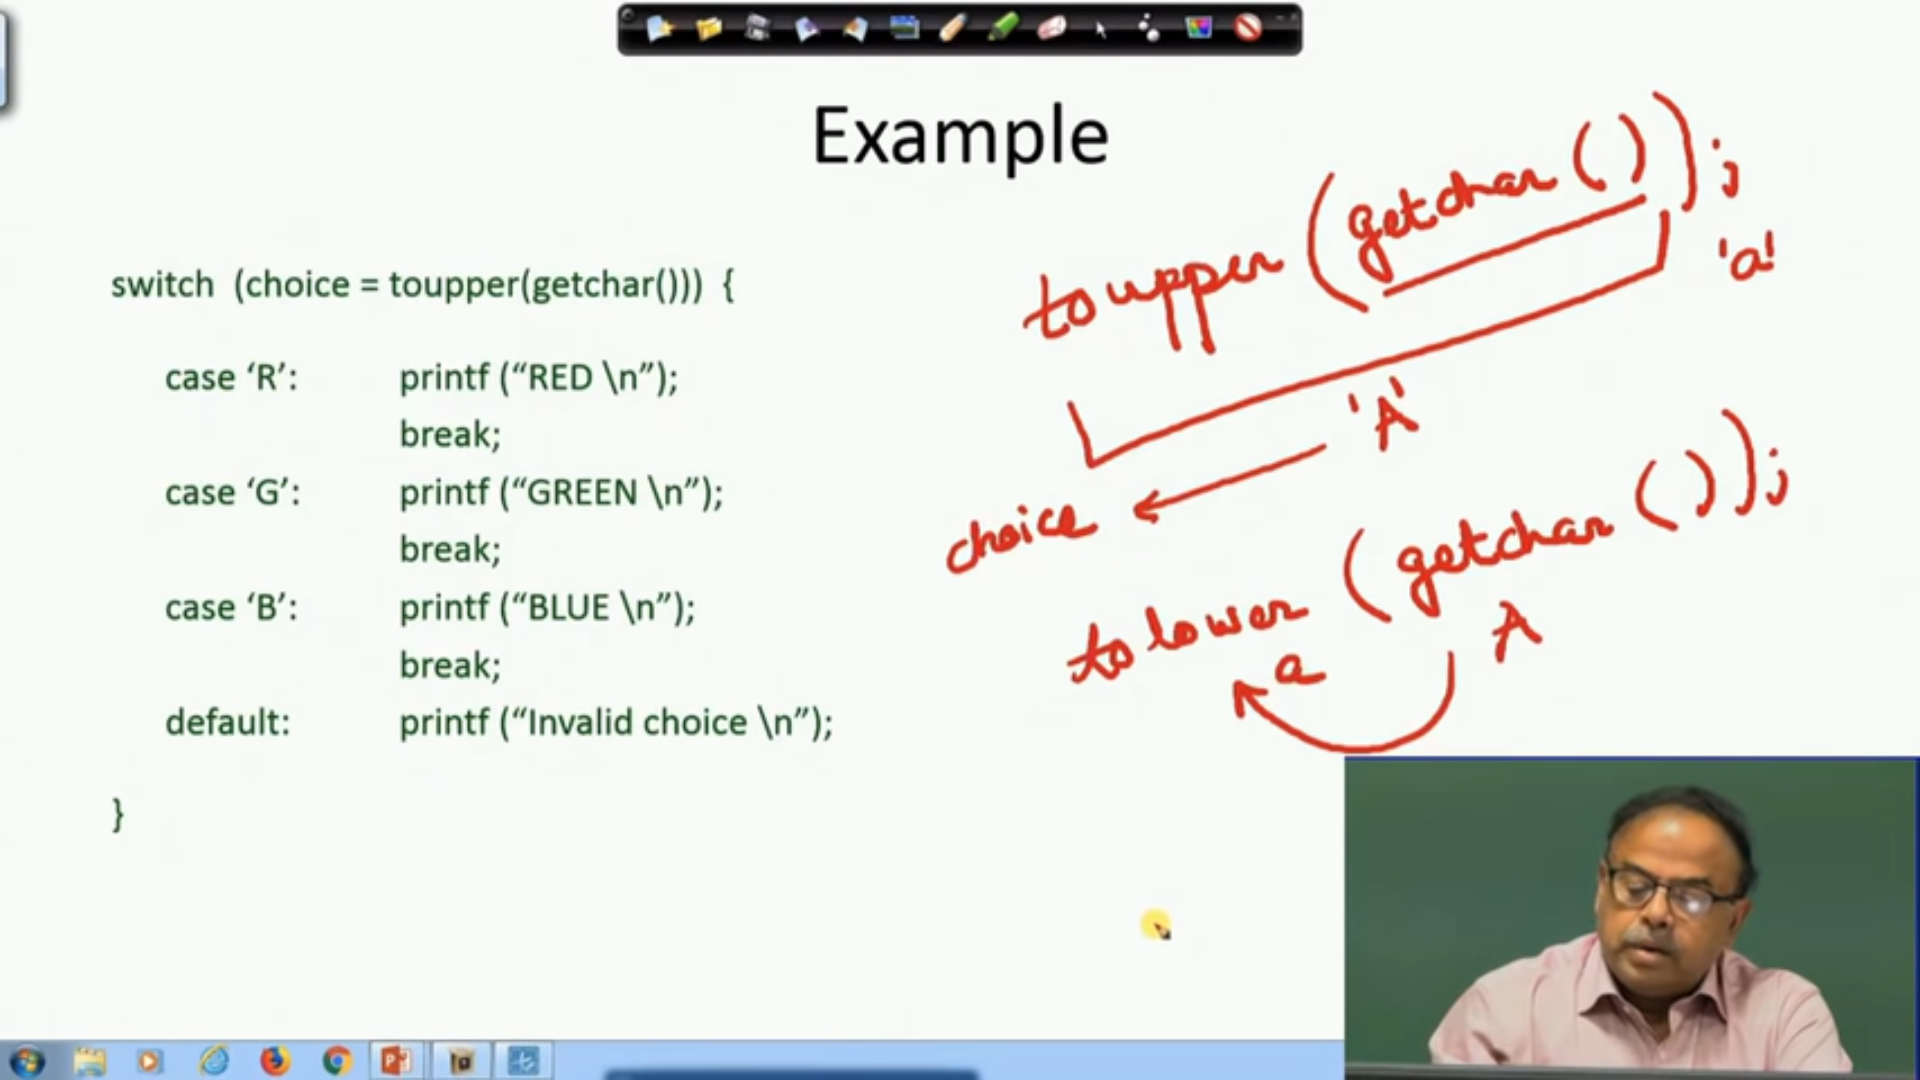 Example
switch (choice = toupper(getchar())) {
case ‘R’: printf (“RED \n”);
break;
case ‘G’: printf (“GREEN \n”);
break;
case ‘B’: printf (“BLUE \n”);
break;
default: printf (“Invalid choice \n”);
}
toupper (getchar ());
'a'
'A'
choice
tolower (getchar ());
a
A